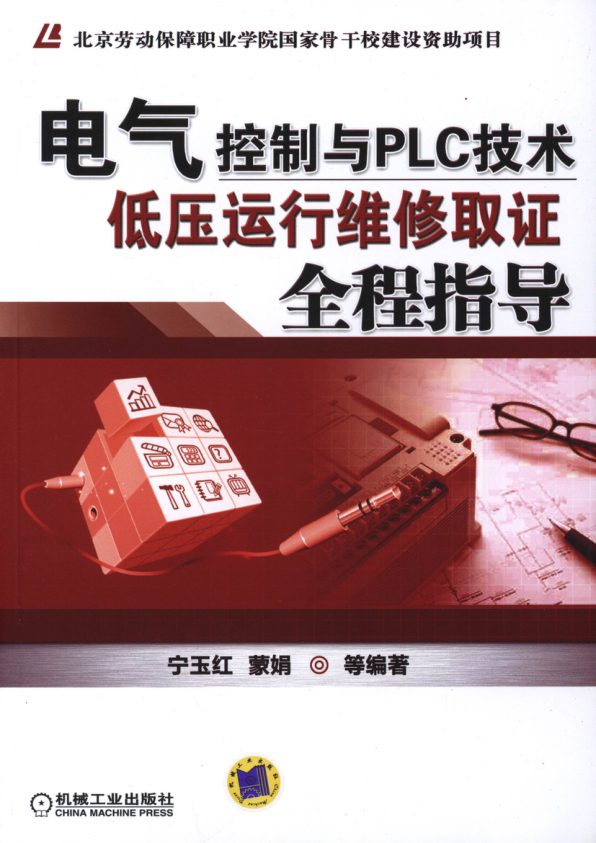 北京劳动保障职业学院国家骨干校建设资助项目
电气控制与PLC技术
低压运行维修取证
全程指导
?
宁玉红 蒙娟 ◎ 等编著
机械工业出版社
CHINA MACHINE PRESS